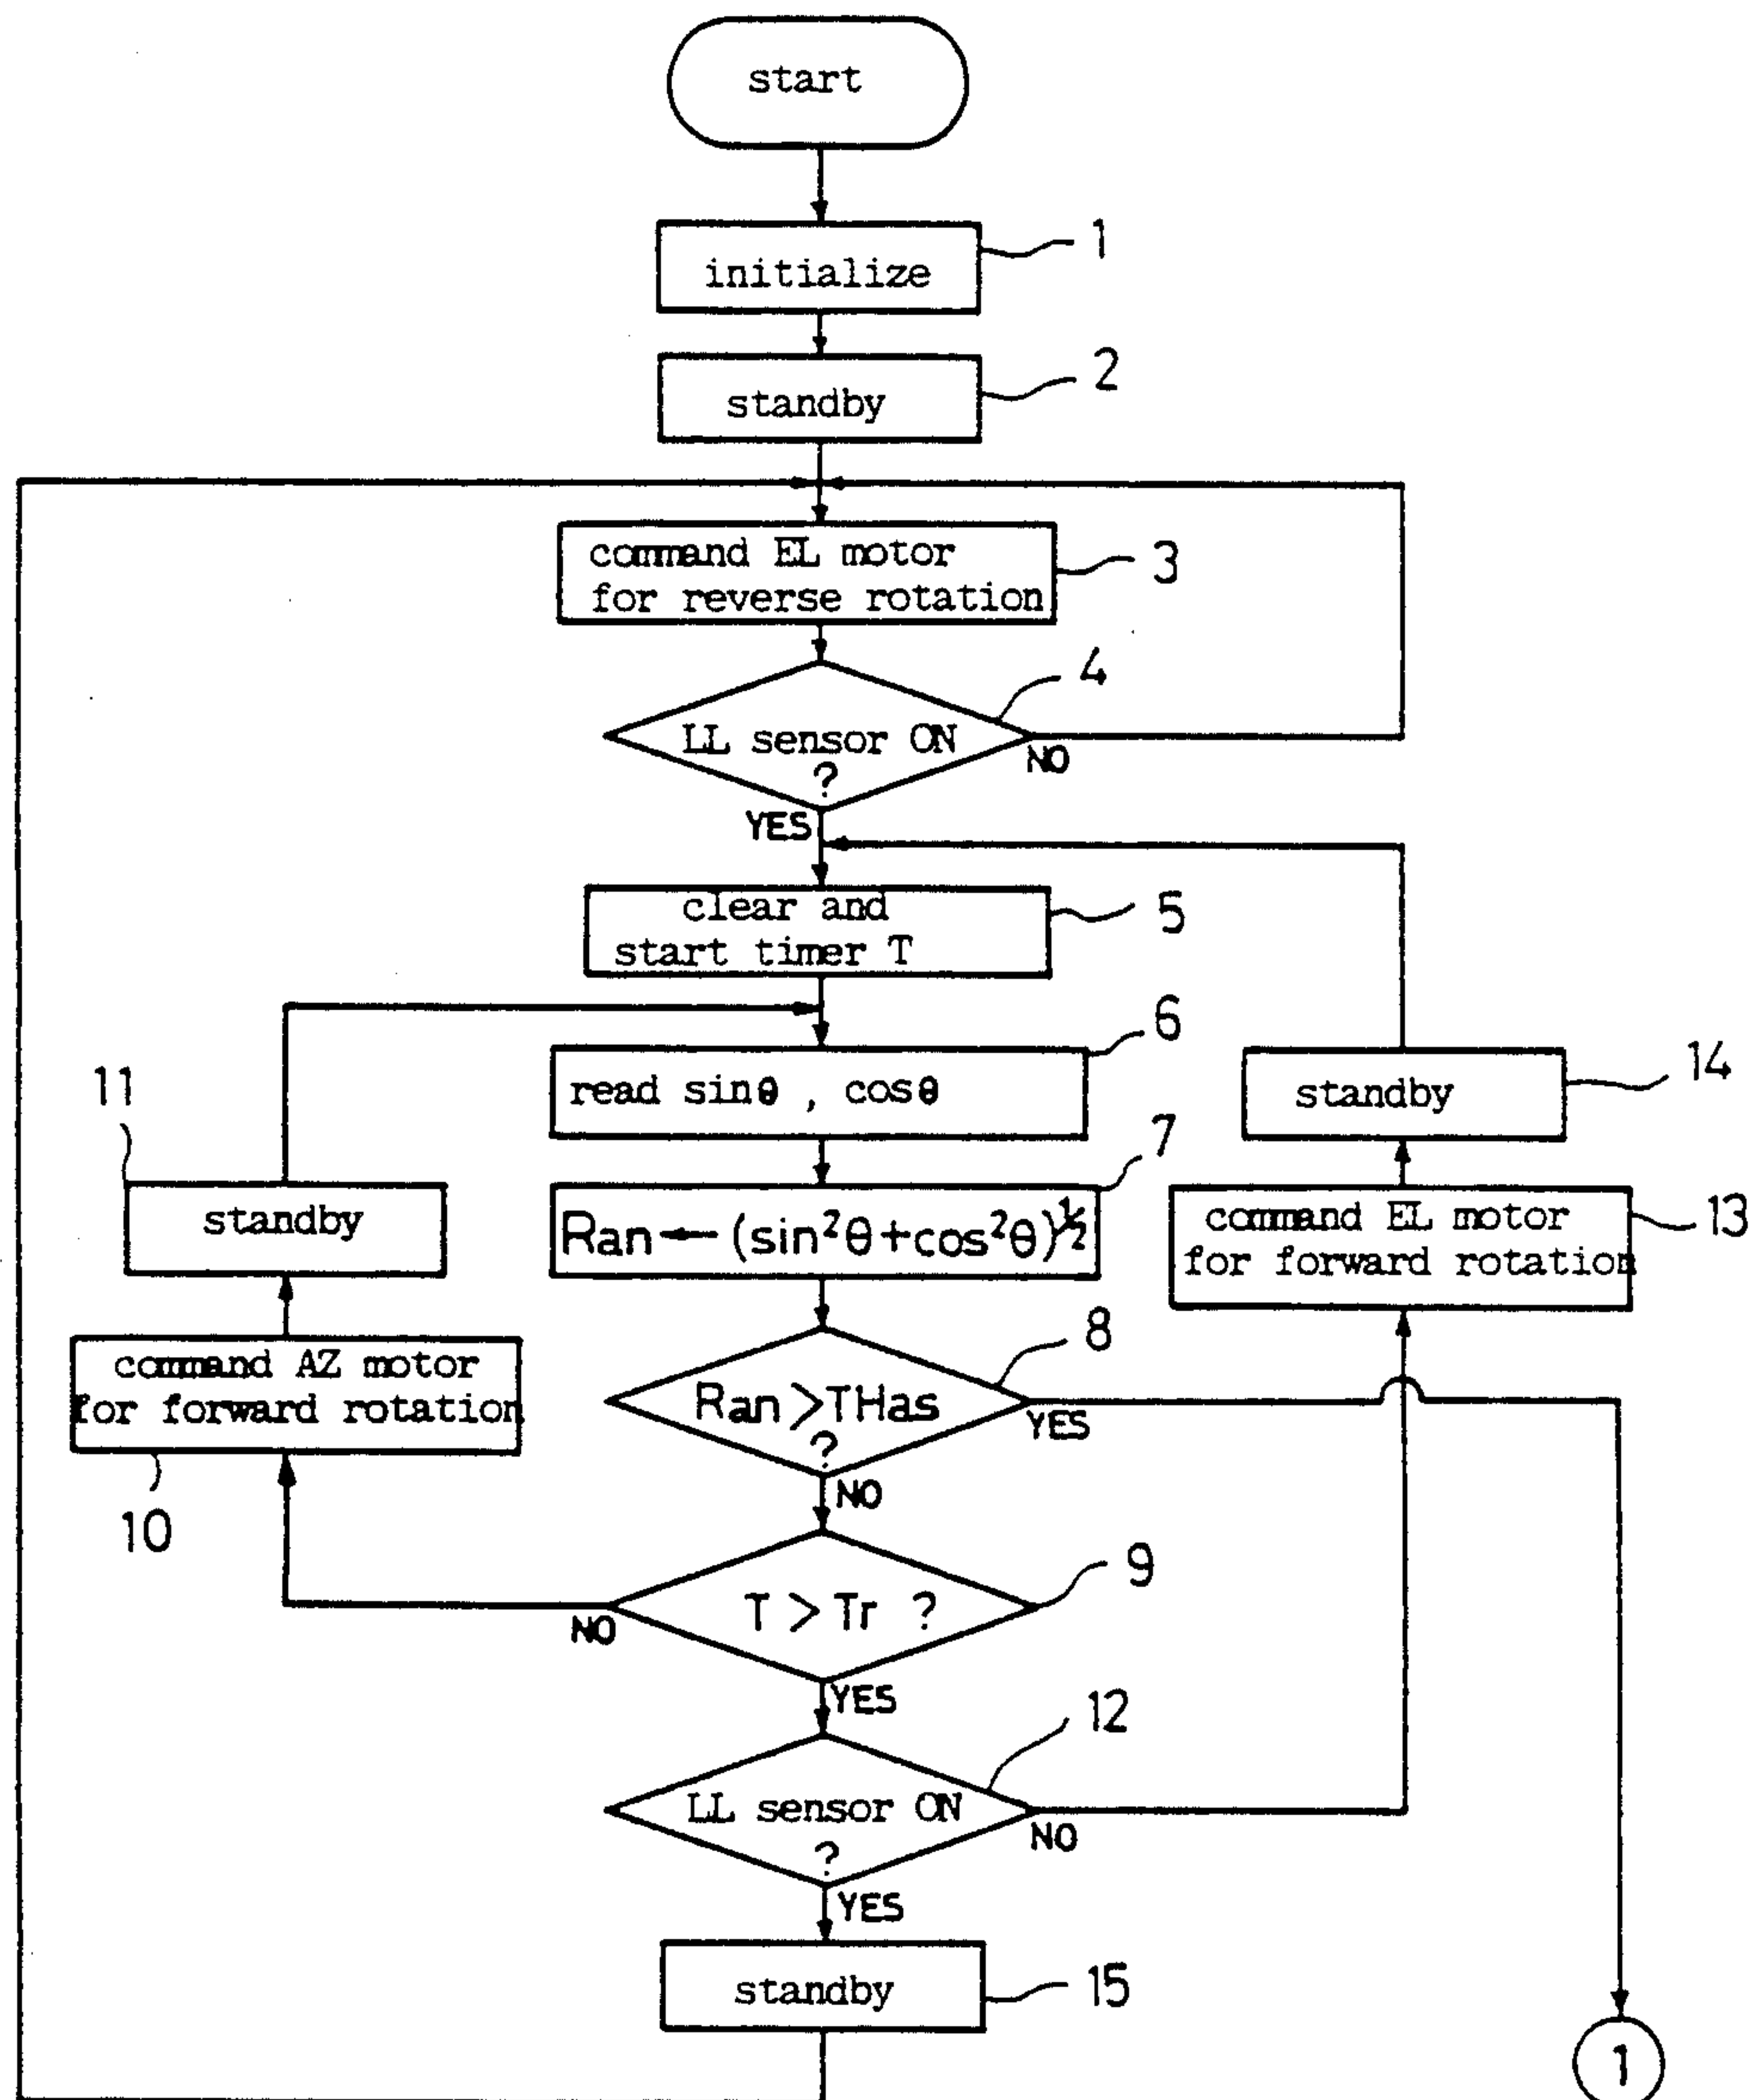 start
initialize
1
standby
2
command EL motor
for reverse rotation
3
LL sensor ON
?
4
NO
YES
clear and
start timer T
5
read sinθ , cosθ
6
Ran ← (sin²θ+cos²θ)^½
7
Ran > THas
?
8
YES
NO
T > Tr ?
9
NO
YES
command AZ motor
for forward rotation
10
standby
11
LL sensor ON
?
12
NO
YES
command EL motor
for forward rotation
13
standby
14
standby
15
1